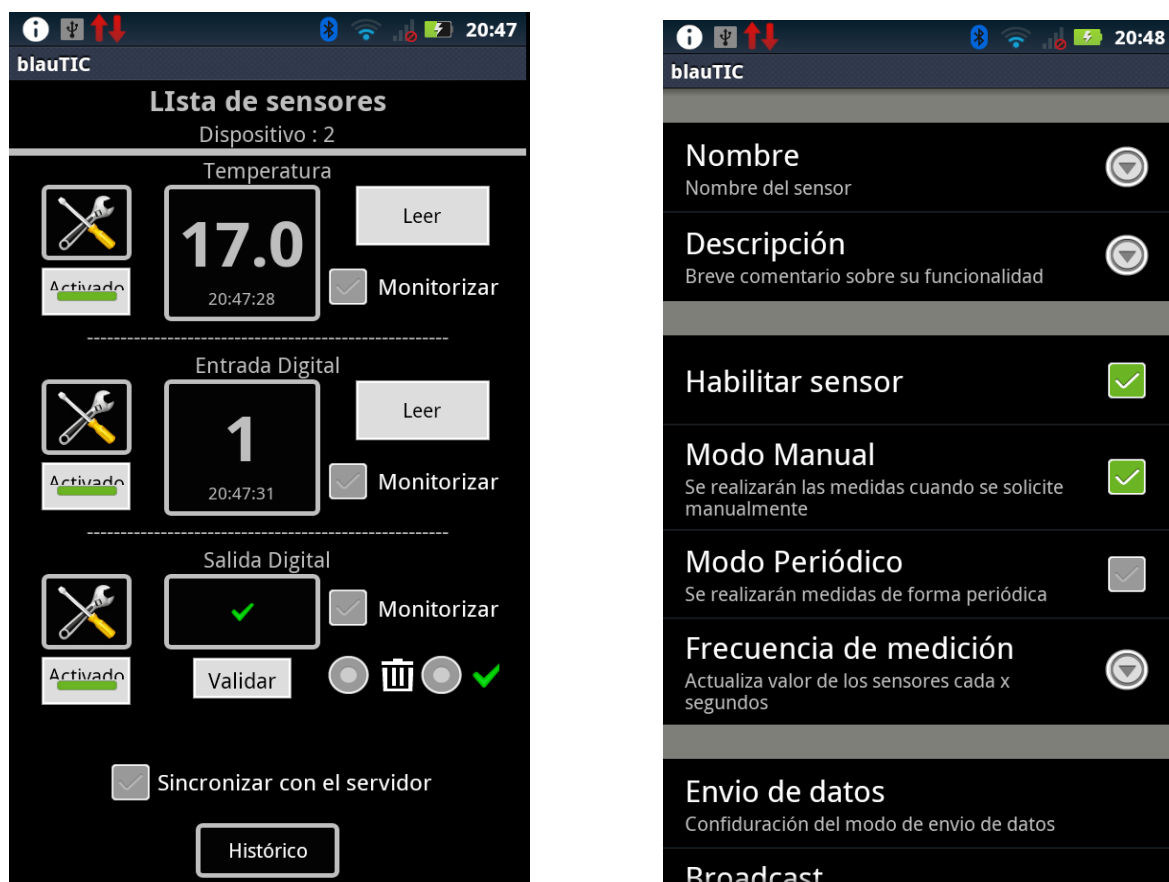 20:47
blauTIC
LIsta de sensores
Dispositivo : 2
Temperatura
17.0
20:47:28
Leer
Activado
Monitorizar
------------------------------------------------------
Entrada Digital
1
20:47:31
Leer
Activado
Monitorizar
------------------------------------------------------
Salida Digital
Monitorizar
Activado
Validar
Sincronizar con el servidor
Histórico
20:48
blauTIC
Nombre
Nombre del sensor
Descripción
Breve comentario sobre su funcionalidad
Habilitar sensor
Modo Manual
Se realizarán las medidas cuando se solicite
manualmente
Modo Periódico
Se realizarán medidas de forma periódica
Frecuencia de medición
Actualiza valor de los sensores cada x
segundos
Envio de datos
Confiduración del modo de envio de datos
Broadcast